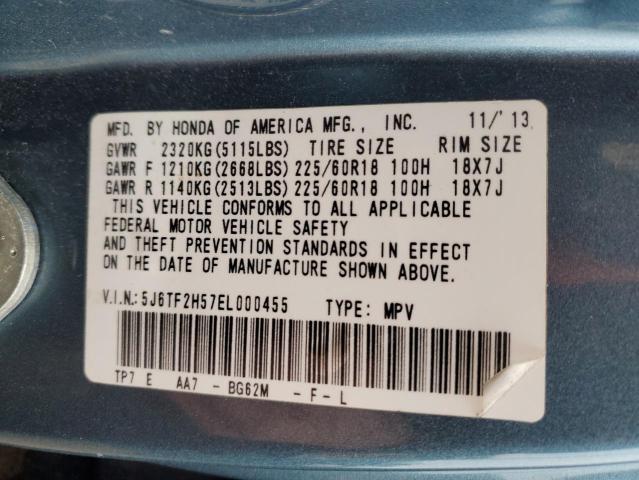 MFD. BY HONDA OF AMERICA MFG., INC. 11/'13
GVWR 2320KG(5115LBS) TIRE SIZE RIM SIZE
GAWR F 1210KG(2668LBS) 225/60R18 100H 18X7J
GAWR R 1140KG(2513LBS) 225/60R18 100H 18X7J
THIS VEHICLE CONFORMS TO ALL APPLICABLE
FEDERAL MOTOR VEHICLE SAFETY
AND THEFT PREVENTION STANDARDS IN EFFECT
ON THE DATE OF MANUFACTURE SHOWN ABOVE.
V.I.N.: 5J6TF2H57EL000455 TYPE: MPV
TP7 E AA7 - BG62M - F - L